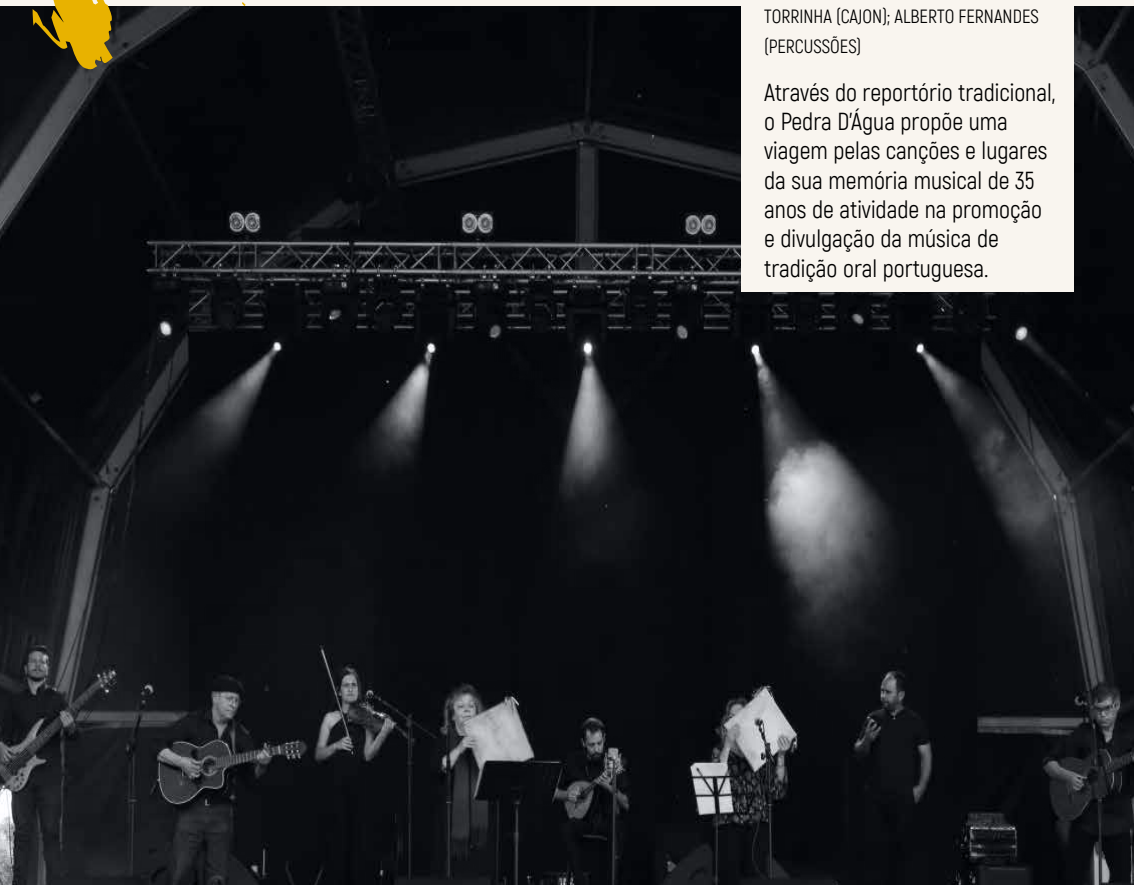 TORRINHA (CAJON); ALBERTO FERNANDES
(PERCUSSÕES)
Através do reportório tradicional,
o Pedra D'Água propõe uma
viagem pelas canções e lugares
da sua memória musical de 35
anos de atividade na promoção
e divulgação da música de
tradição oral portuguesa.